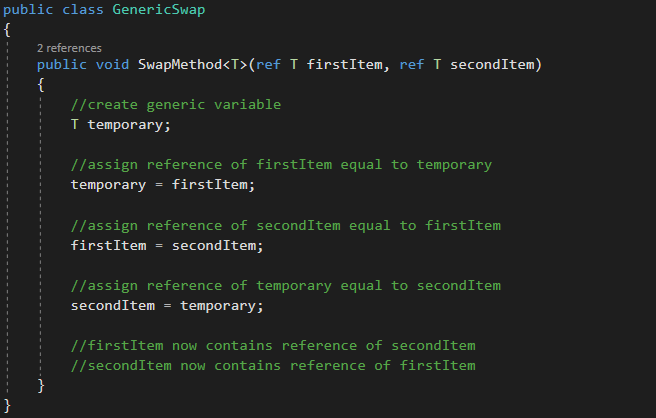 public class GenericSwap
{
2 references
public void SwapMethod<T>(ref T firstItem, ref T secondItem)
{
//create generic variable
T temporary;
//assign reference of firstItem equal to temporary
temporary = firstItem;
//assign reference of secondItem equal to firstItem
firstItem = secondItem;
//assign reference of temporary equal to secondItem
secondItem = temporary;
//firstItem now contains reference of secondItem
//secondItem now contains reference of firstItem
}
}